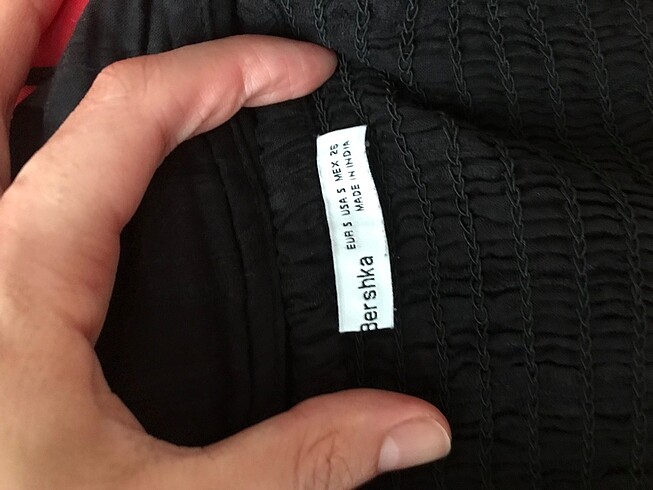 Bershka
EUR S USA S MEX 26
MADE IN INDIA